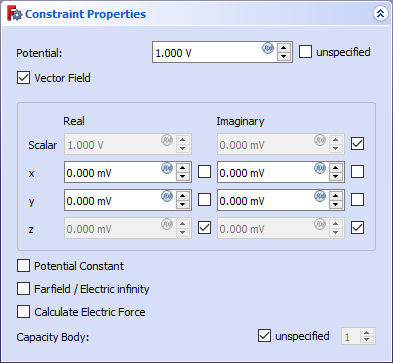 Constraint Properties
Potential: 1.000 V unspecified
Vector Field
Real Imaginary
Scalar 1.000 V 0.000 mV
x 0.000 mV 0.000 mV
y 0.000 mV 0.000 mV
z 0.000 mV 0.000 mV
Potential Constant
Farfield / Electric infinity
Calculate Electric Force
Capacity Body: unspecified 1